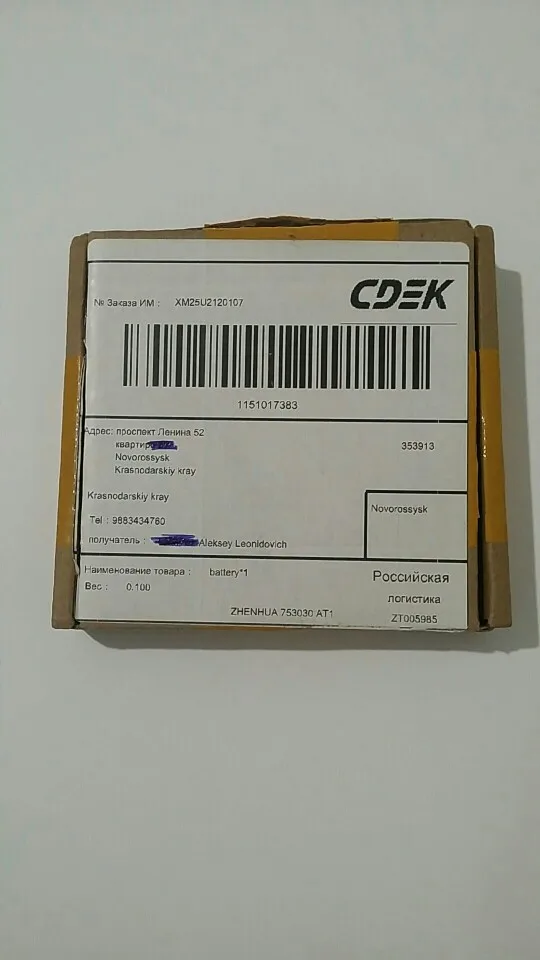 CDEK
№ Заказа ИМ : XM25U2120107
1151017383
Адрес: проспект Ленина 52
353913
Novorossysk
Krasnodarskiy kray
Krasnodarskiy kray
Novorossysk
Tel : 9883434760
получатель : Aleksey Leonidovich
Наименование товара : battery*1
Российская
Вес : 0.100
логистика
ZHENHUA 753030 AT1
ZT005985